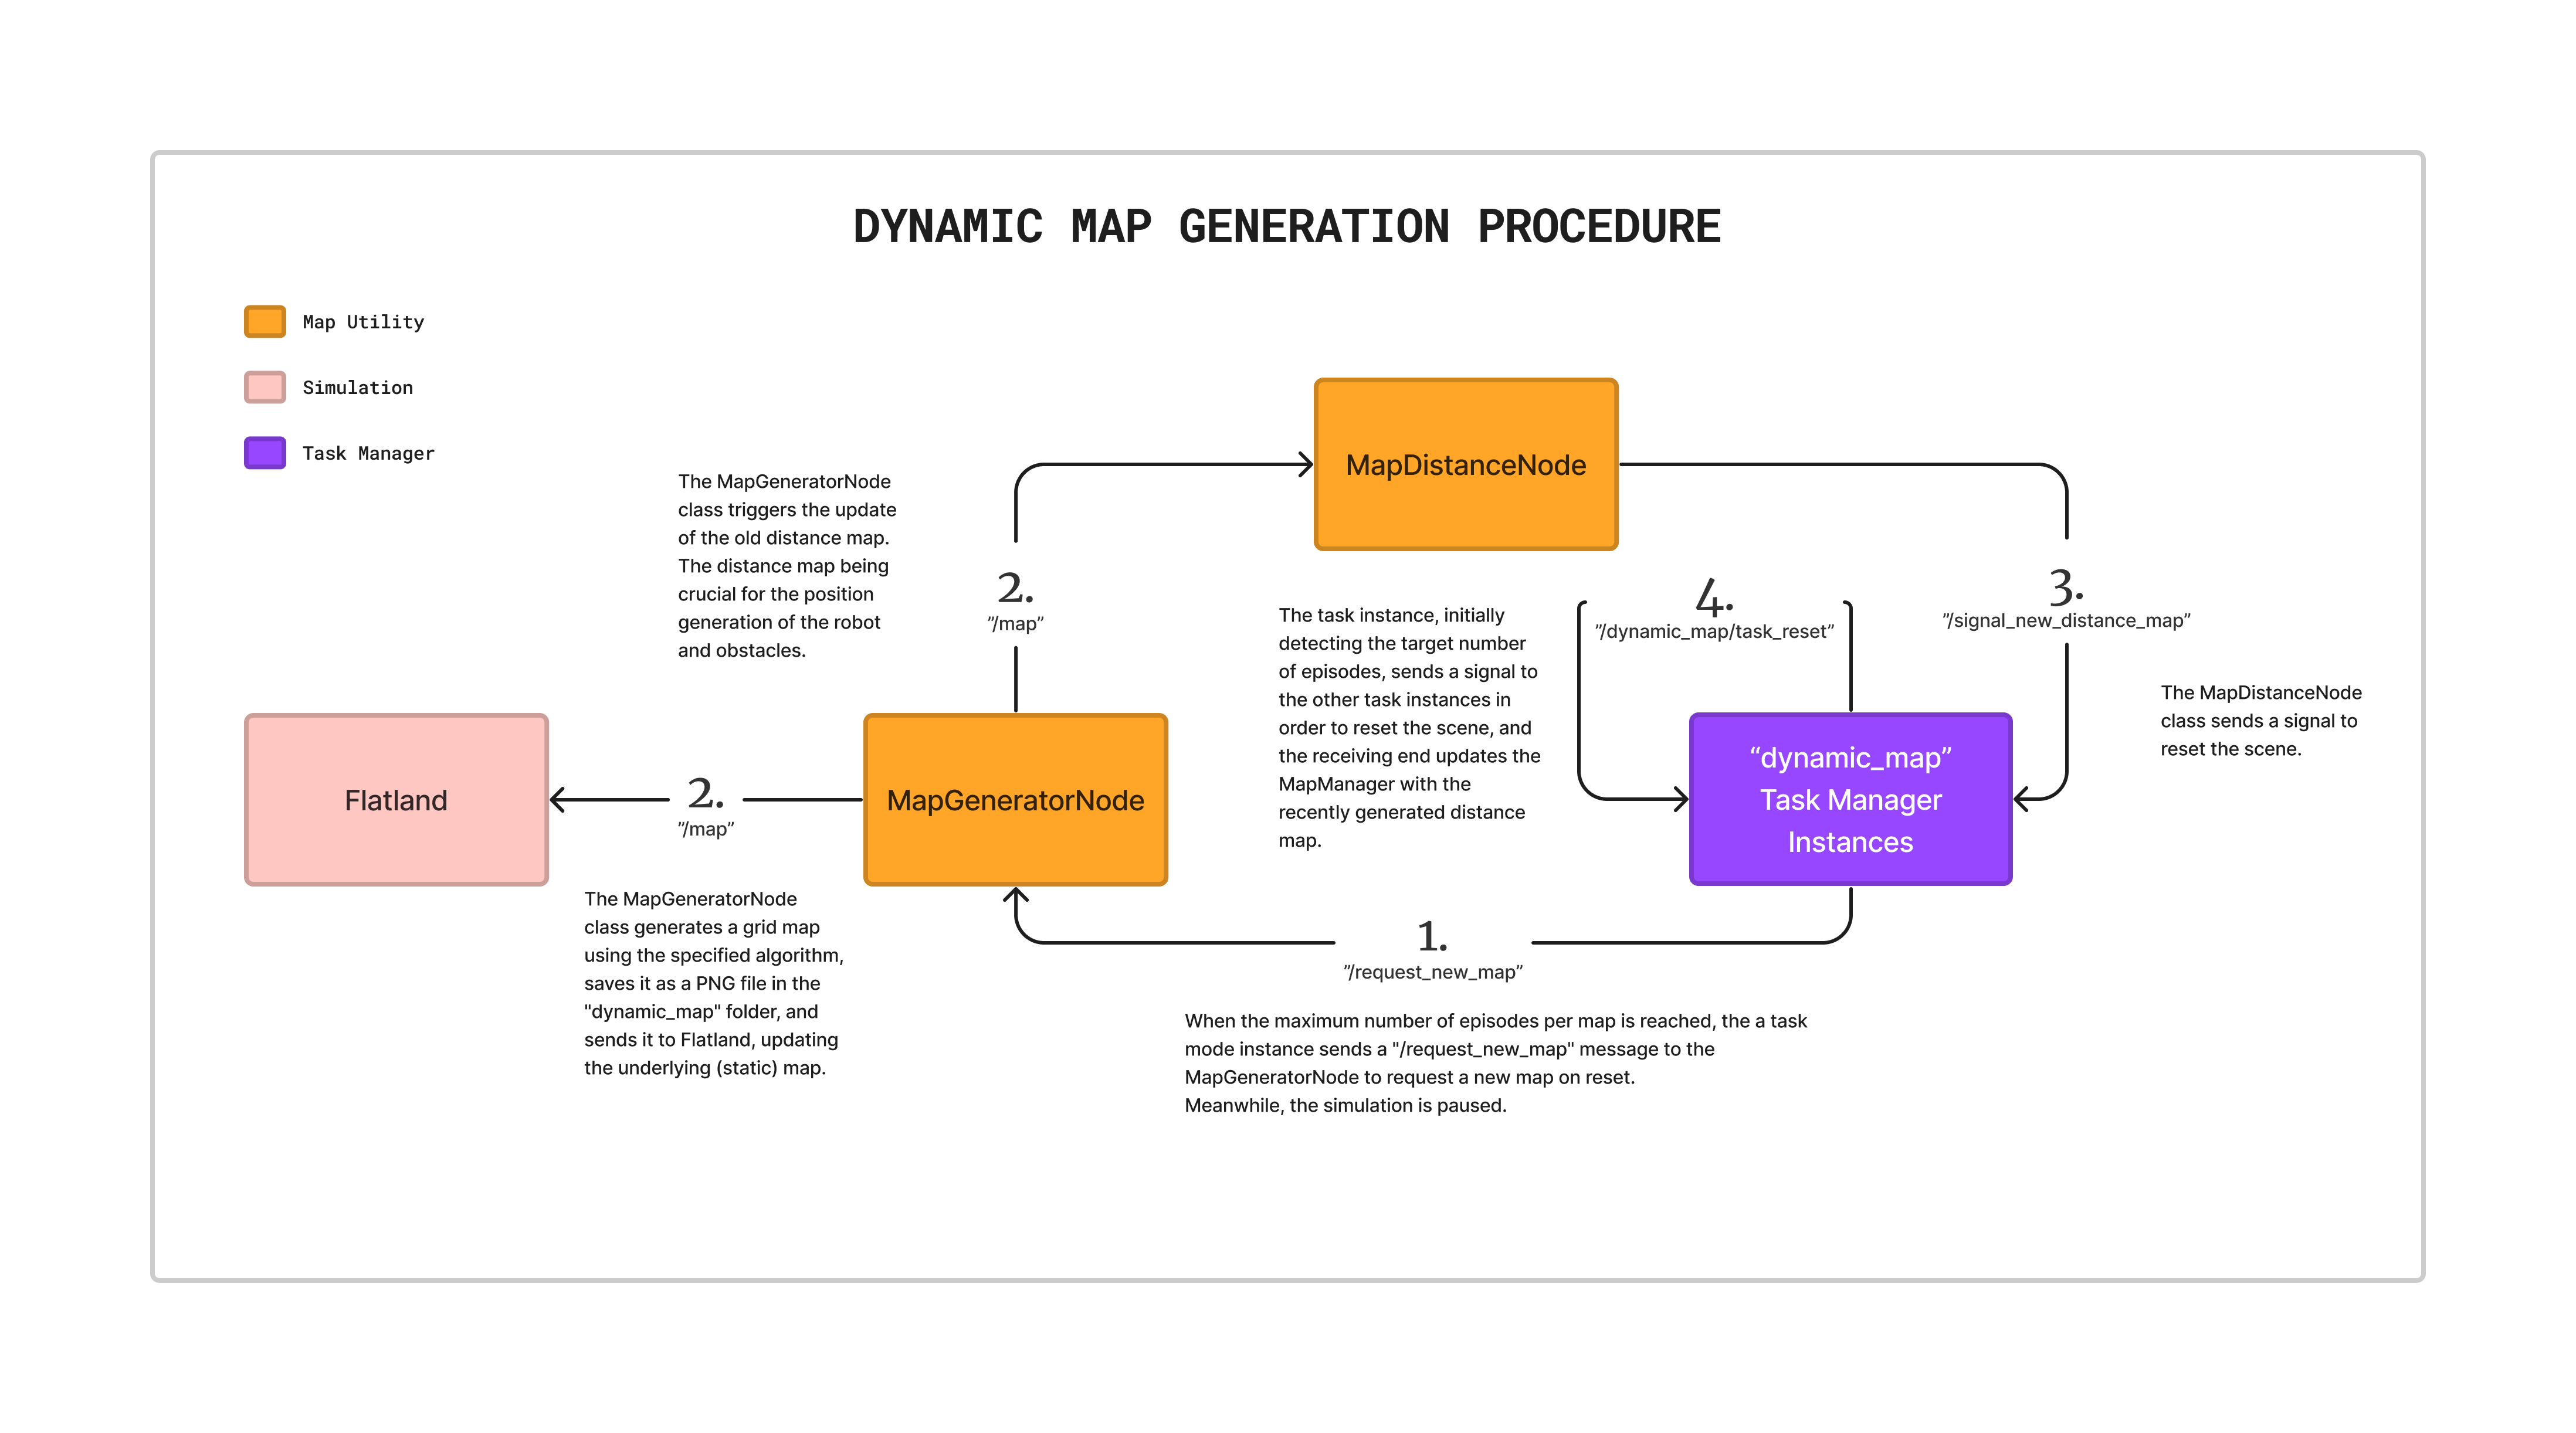 DYNAMIC MAP GENERATION PROCEDURE
Map Utility
Simulation
Task Manager
MapDistanceNode
The MapGeneratorNode
class triggers the update
of the old distance map.
The distance map being
crucial for the position
generation of the robot
and obstacles.
2.
”/map”
The task instance, initially
detecting the target number
of episodes, sends a signal to
the other task instances in
order to reset the scene, and
the receiving end updates the
MapManager with the
recently generated distance
map.
4.
”/dynamic_map/task_reset”
3.
”/signal_new_distance_map”
The MapDistanceNode
class sends a signal to
reset the scene.
Flatland
2.
”/map”
MapGeneratorNode
“dynamic_map”
Task Manager
Instances
The MapGeneratorNode
class generates a grid map
using the specified algorithm,
saves it as a PNG file in the
"dynamic_map" folder, and
sends it to Flatland, updating
the underlying (static) map.
1.
”/request_new_map”
When the maximum number of episodes per map is reached, the a task
mode instance sends a "/request_new_map" message to the
MapGeneratorNode to request a new map on reset.
Meanwhile, the simulation is paused.